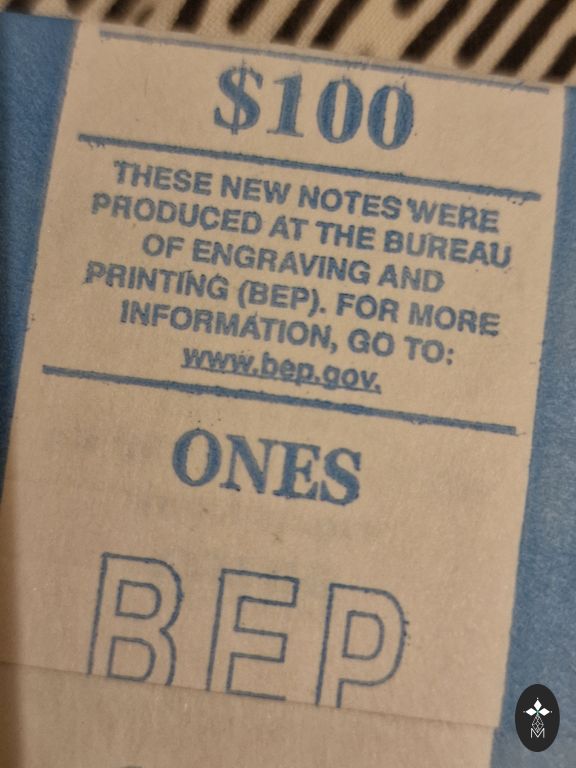 $100
THESE NEW NOTES WERE
PRODUCED AT THE BUREAU
OF ENGRAVING AND
PRINTING (BEP). FOR MORE
INFORMATION, GO TO:
www.bep.gov.
ONES
BEP
M